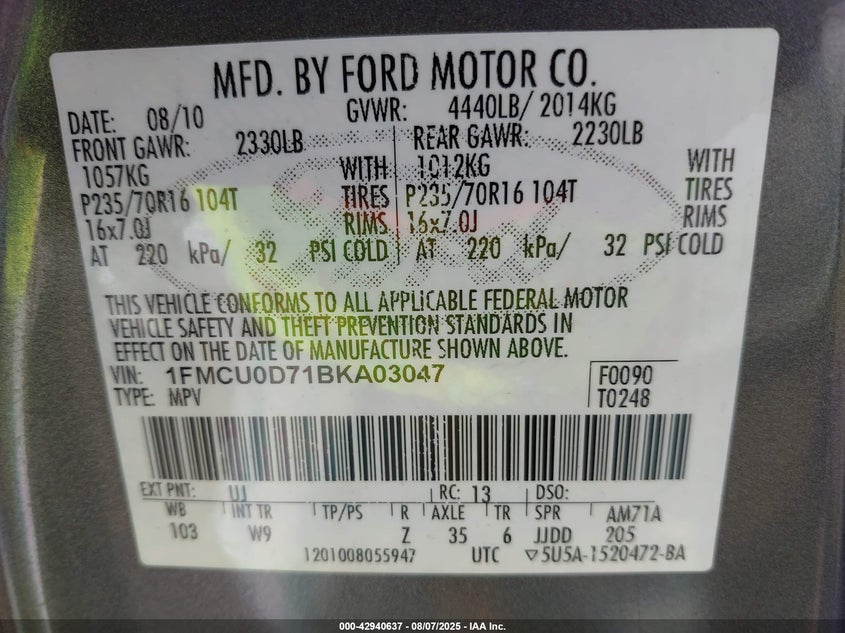 MFD. BY FORD MOTOR CO.
DATE: 08/10 GVWR: 4440LB/ 2014KG
FRONT GAWR: 2330LB REAR GAWR: 2230LB
1057KG WITH 1012KG WITH
P235/70R16 104T TIRES P235/70R16 104T TIRES
16x7.0J RIMS 16x7.0J RIMS
AT 220 kPa/ 32 PSI COLD AT 220 kPa/ 32 PSI COLD
THIS VEHICLE CONFORMS TO ALL APPLICABLE FEDERAL MOTOR
VEHICLE SAFETY AND THEFT PREVENTION STANDARDS IN
EFFECT ON THE DATE OF MANUFACTURE SHOWN ABOVE.
VIN: 1FMCU0D71BKA03047 F0090
TYPE: MPV T0248
EXT PNT: UJ RC: 13 DSO:
WB INT TR TP/PS R AXLE TR SPR AM71A
103 W9 Z 35 6 JJDD 205
1201008055947 UTC ▽5U5A-1520472-BA
000-42940637 - 08/07/2025 - IAA Inc.